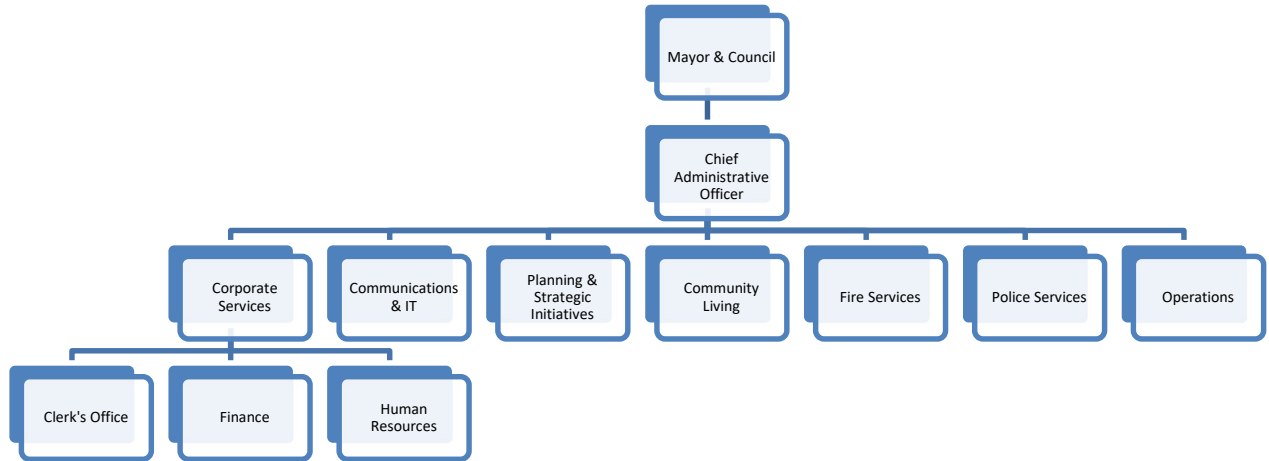 Mayor & Council
Chief
Administrative
Officer
Corporate
Services
Communications
& IT
Planning &
Strategic
Initiatives
Community
Living
Fire Services
Police Services
Operations
Clerk's Office
Finance
Human
Resources